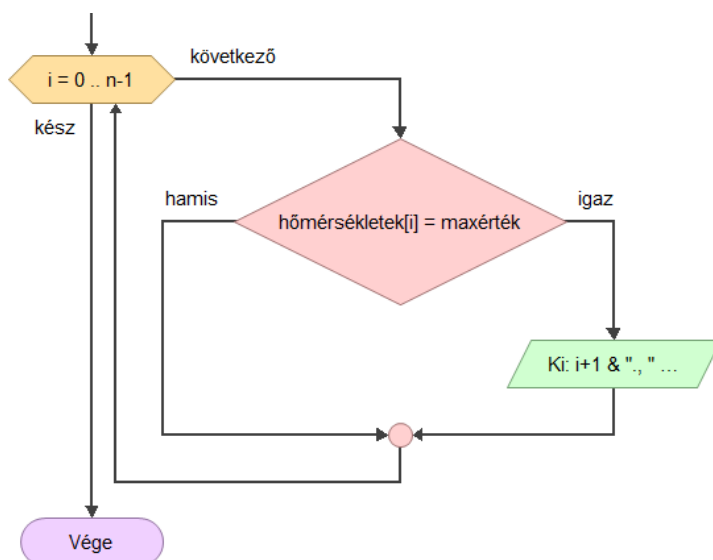 következő
i = 0 .. n-1
kész
hamis
igaz
hőmérsékletek[i] = maxérték
Ki: i+1 & "., " ...
Vége